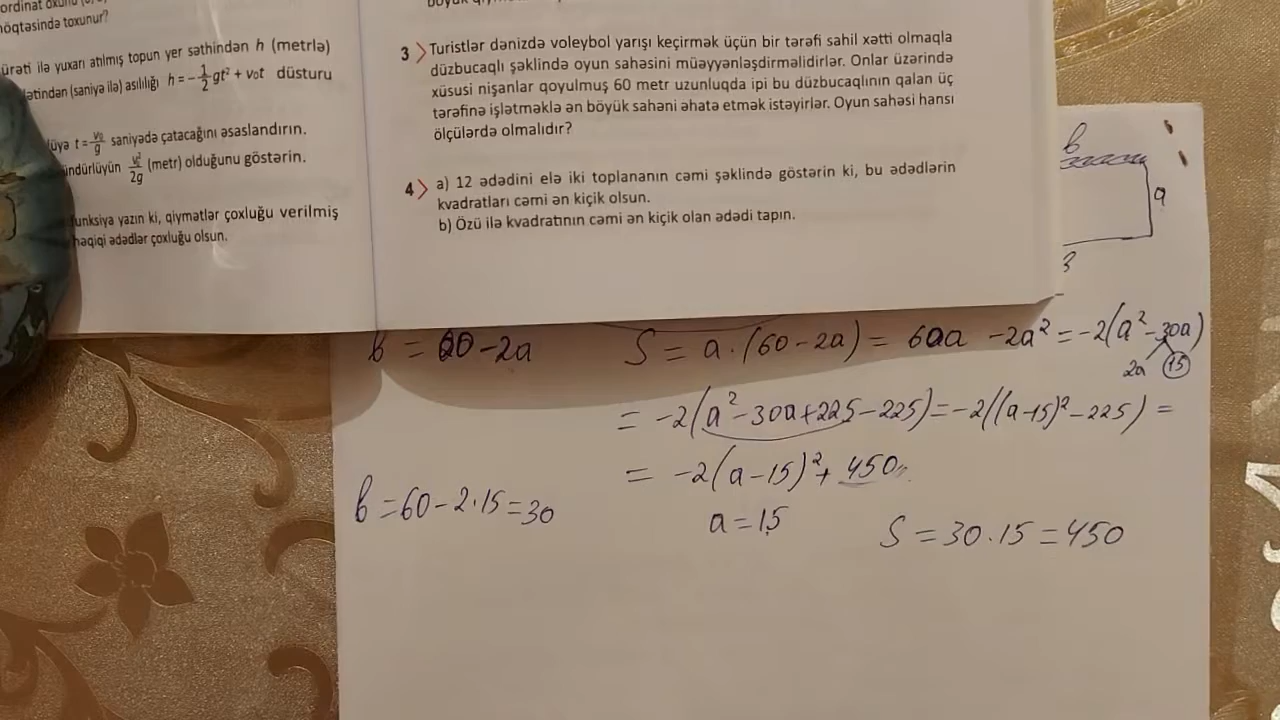 nöqtəsində toxunur?
ilə yuxarı atılmış topun yer səthindən h (metrlə)
(saniyə ilə) asılılığı h = -1/2 gt² + v₀t düsturu
t = v₀/g saniyədə çatacağını əsaslandırın.
v₀²/2g (metr) olduğunu göstərin.
yazın ki, qiymətlər çoxluğu verilmiş
həqiqi ədədlər çoxluğu olsun.
böyük
3 Turistlər dənizdə voleybol yarışı keçirmək üçün bir tərəfi sahil xətti olmaqla
düzbucaqlı şəklində oyun sahəsini müəyyənləşdirməlidirlər. Onlar üzərində
xüsusi nişanlar qoyulmuş 60 metr uzunluqda ipi bu düzbucaqlının qalan üç
tərəfinə işlətməklə ən böyük sahəni əhatə etmək istəyirlər. Oyun sahəsi hansı
ölçülərdə olmalıdır?
4 a) 12 ədədini elə iki toplananın cəmi şəklində göstərin ki, bu ədədlərin
kvadratları cəmi ən kiçik olsun.
b) Özü ilə kvadratının cəmi ən kiçik olan ədədi tapın.
b
a
b = 60 - 2a
S = a · (60 - 2a) = 60a - 2a² = -2(a² - 30a)
2a 15
= -2(a² - 30a + 225 - 225) = -2((a - 15)² - 225) =
= -2(a - 15)² + 450
b = 60 - 2 · 15 = 30
a = 15
S = 30 · 15 = 450